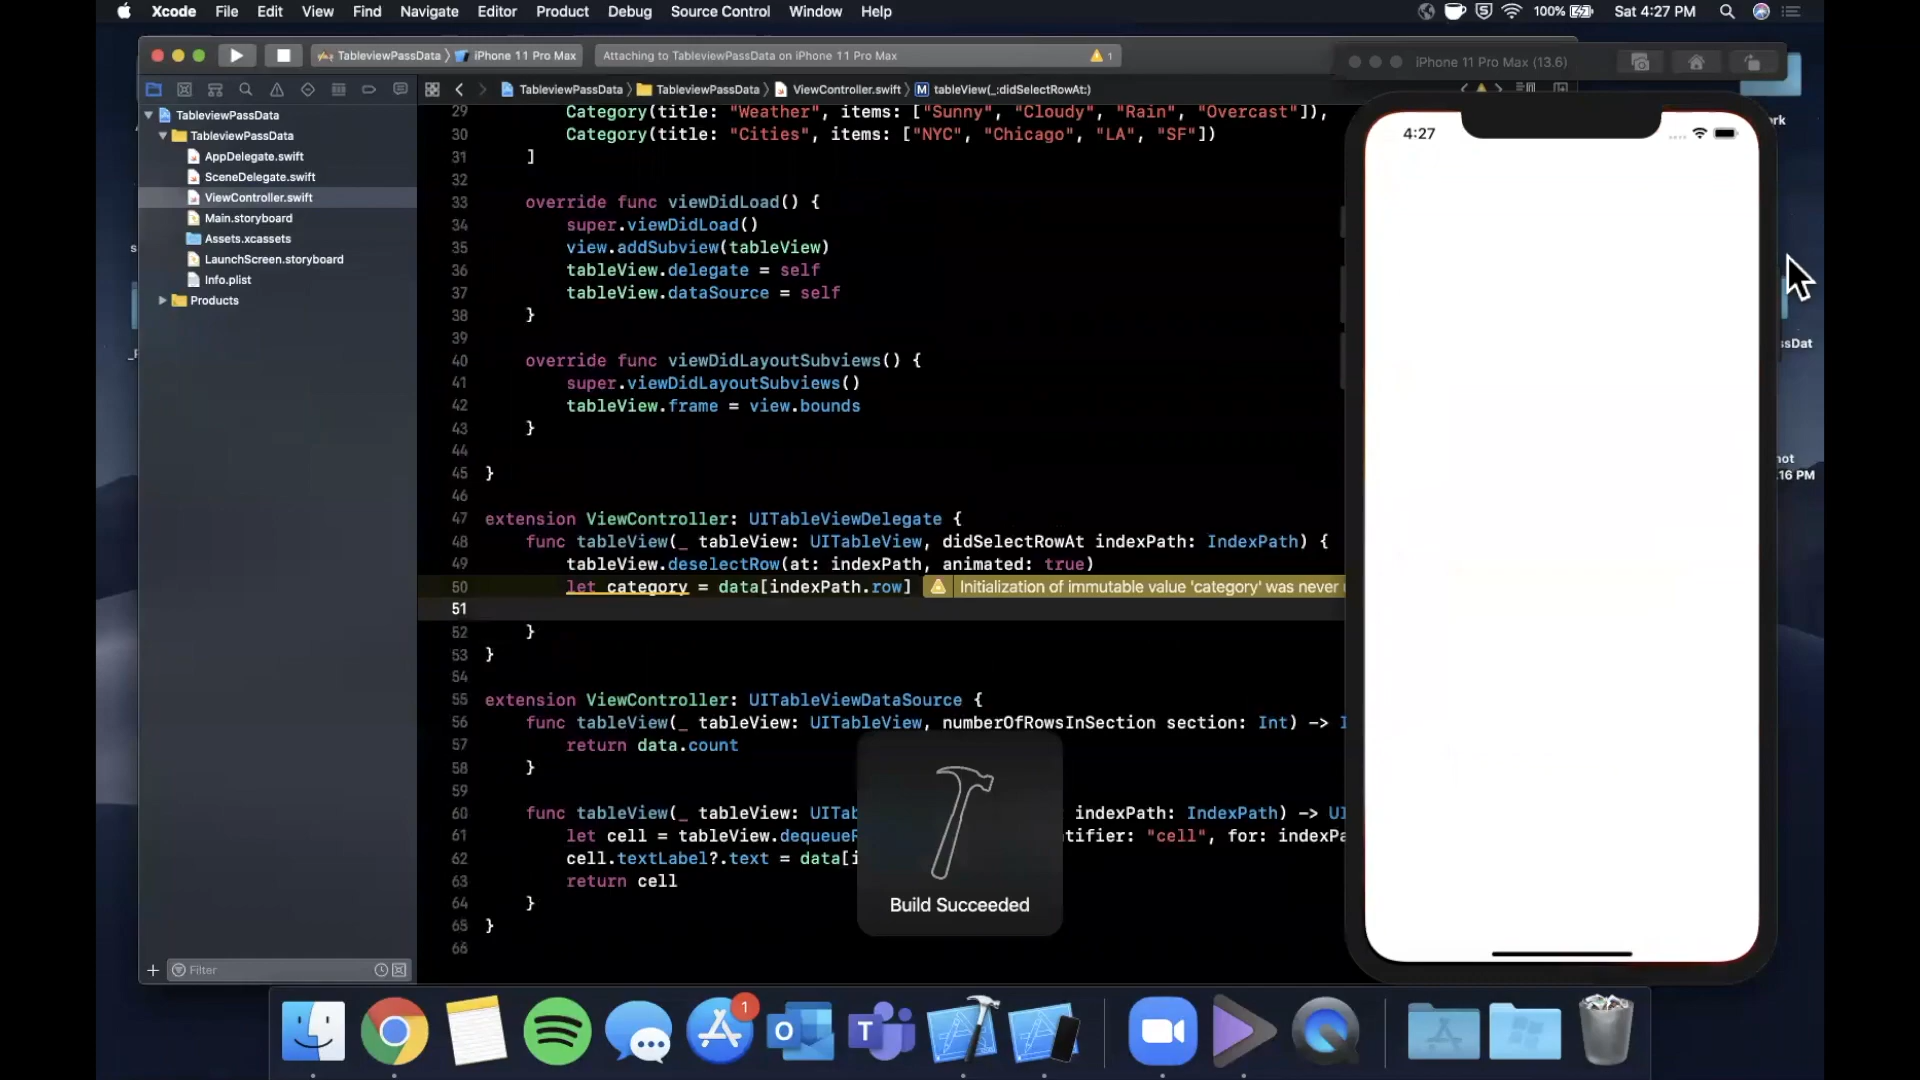 Xcode File Edit View Find Navigate Editor Product Debug Source Control Window Help 100% Sat 4:27 PM
TableviewPassData iPhone 11 Pro Max Attaching to TableviewPassData on iPhone 11 Pro Max 1
iPhone 11 Pro Max (13.6)
TableviewPassData TableviewPassData ViewController.swift M tableView(_:didSelectRowAt:)
TableviewPassData
TableviewPassData
AppDelegate.swift
SceneDelegate.swift
ViewController.swift
Main.storyboard
Assets.xcassets
LaunchScreen.storyboard
Info.plist
Products
Filter
29 Category(title: "Weather", items: ["Sunny", "Cloudy", "Rain", "Overcast"]),
30 Category(title: "Cities", items: ["NYC", "Chicago", "LA", "SF"])
31 ]
32
33 override func viewDidLoad() {
34 super.viewDidLoad()
35 view.addSubview(tableView)
36 tableView.delegate = self
37 tableView.dataSource = self
38 }
39
40 override func viewDidLayoutSubviews() {
41 super.viewDidLayoutSubviews()
42 tableView.frame = view.bounds
43 }
44
45 }
46
47 extension ViewController: UITableViewDelegate {
48 func tableView(_ tableView: UITableView, didSelectRowAt indexPath: IndexPath) {
49 tableView.deselectRow(at: indexPath, animated: true)
50 let category = data[indexPath.row] Initialization of immutable value 'category' was never
51
52 }
53 }
54
55 extension ViewController: UITableViewDataSource {
56 func tableView(_ tableView: UITableView, numberOfRowsInSection section: Int) -> I
57 return data.count
58 }
59
60 func tableView(_ tableView: UITab indexPath: IndexPath) -> UI
61 let cell = tableView.dequeueR ntifier: "cell", for: indexPa
62 cell.textLabel?.text = data[i
63 return cell
64 }
65 }
66
Build Succeeded
4:27
ork
ssDat
hot
.16 PM
1